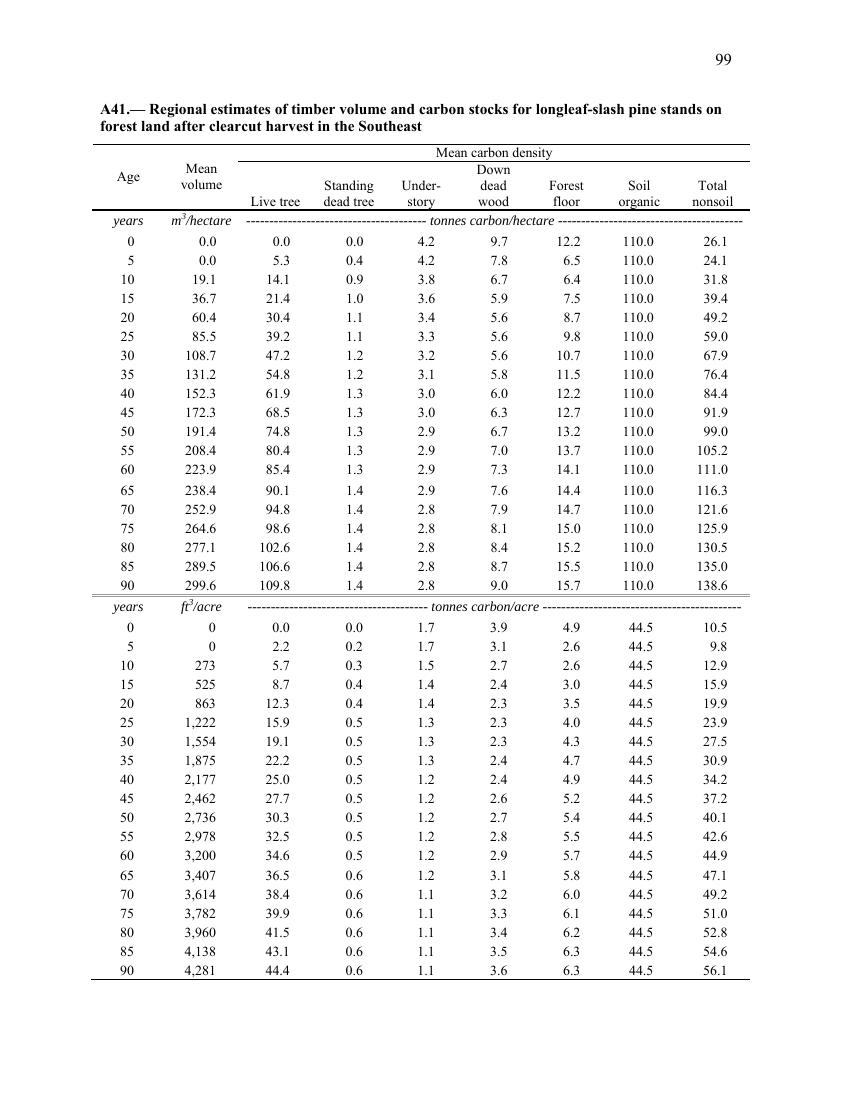 99
A41.— Regional estimates of timber volume and carbon stocks for longleaf-slash pine stands on
forest land after clearcut harvest in the Southeast
Mean carbon density
Age Mean volume Live tree Standing dead tree Under-story Down dead wood Forest floor Soil organic Total nonsoil
years m³/hectare --------------------------------------- tonnes carbon/hectare ----------------------------------------
0 0.0 0.0 0.0 4.2 9.7 12.2 110.0 26.1
5 0.0 5.3 0.4 4.2 7.8 6.5 110.0 24.1
10 19.1 14.1 0.9 3.8 6.7 6.4 110.0 31.8
15 36.7 21.4 1.0 3.6 5.9 7.5 110.0 39.4
20 60.4 30.4 1.1 3.4 5.6 8.7 110.0 49.2
25 85.5 39.2 1.1 3.3 5.6 9.8 110.0 59.0
30 108.7 47.2 1.2 3.2 5.6 10.7 110.0 67.9
35 131.2 54.8 1.2 3.1 5.8 11.5 110.0 76.4
40 152.3 61.9 1.3 3.0 6.0 12.2 110.0 84.4
45 172.3 68.5 1.3 3.0 6.3 12.7 110.0 91.9
50 191.4 74.8 1.3 2.9 6.7 13.2 110.0 99.0
55 208.4 80.4 1.3 2.9 7.0 13.7 110.0 105.2
60 223.9 85.4 1.3 2.9 7.3 14.1 110.0 111.0
65 238.4 90.1 1.4 2.9 7.6 14.4 110.0 116.3
70 252.9 94.8 1.4 2.8 7.9 14.7 110.0 121.6
75 264.6 98.6 1.4 2.8 8.1 15.0 110.0 125.9
80 277.1 102.6 1.4 2.8 8.4 15.2 110.0 130.5
85 289.5 106.6 1.4 2.8 8.7 15.5 110.0 135.0
90 299.6 109.8 1.4 2.8 9.0 15.7 110.0 138.6
years ft³/acre --------------------------------------- tonnes carbon/acre -------------------------------------------
0 0 0.0 0.0 1.7 3.9 4.9 44.5 10.5
5 0 2.2 0.2 1.7 3.1 2.6 44.5 9.8
10 273 5.7 0.3 1.5 2.7 2.6 44.5 12.9
15 525 8.7 0.4 1.4 2.4 3.0 44.5 15.9
20 863 12.3 0.4 1.4 2.3 3.5 44.5 19.9
25 1,222 15.9 0.5 1.3 2.3 4.0 44.5 23.9
30 1,554 19.1 0.5 1.3 2.3 4.3 44.5 27.5
35 1,875 22.2 0.5 1.3 2.4 4.7 44.5 30.9
40 2,177 25.0 0.5 1.2 2.4 4.9 44.5 34.2
45 2,462 27.7 0.5 1.2 2.6 5.2 44.5 37.2
50 2,736 30.3 0.5 1.2 2.7 5.4 44.5 40.1
55 2,978 32.5 0.5 1.2 2.8 5.5 44.5 42.6
60 3,200 34.6 0.5 1.2 2.9 5.7 44.5 44.9
65 3,407 36.5 0.6 1.2 3.1 5.8 44.5 47.1
70 3,614 38.4 0.6 1.1 3.2 6.0 44.5 49.2
75 3,782 39.9 0.6 1.1 3.3 6.1 44.5 51.0
80 3,960 41.5 0.6 1.1 3.4 6.2 44.5 52.8
85 4,138 43.1 0.6 1.1 3.5 6.3 44.5 54.6
90 4,281 44.4 0.6 1.1 3.6 6.3 44.5 56.1